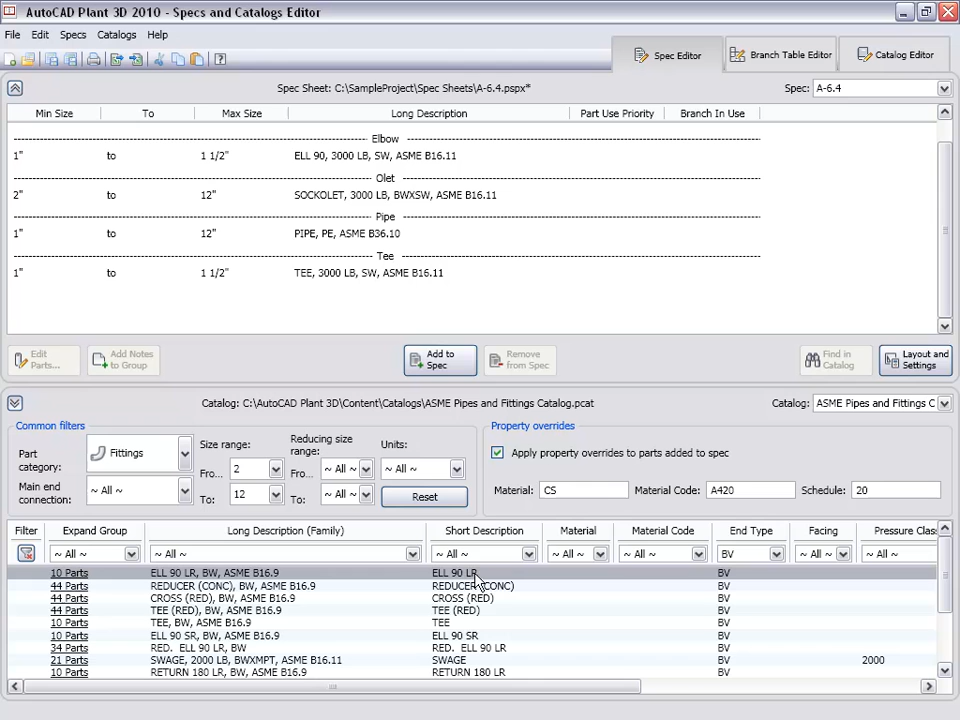 AutoCAD Plant 3D 2010 - Specs and Catalogs Editor
File Edit Specs Catalogs Help
Spec Editor Branch Table Editor Catalog Editor
Spec Sheet: C:\SampleProject\Spec Sheets\A-6.4.pspx* Spec: A-6.4
Min Size To Max Size Long Description Part Use Priority Branch In Use
Elbow
1" to 1 1/2" ELL 90, 3000 LB, SW, ASME B16.11
Olet
2" to 12" SOCKOLET, 3000 LB, BWXSW, ASME B16.11
Pipe
1" to 12" PIPE, PE, ASME B36.10
Tee
1" to 1 1/2" TEE, 3000 LB, SW, ASME B16.11
Edit Parts... Add Notes to Group Add to Spec Remove from Spec Find in Catalog Layout and Settings
Catalog: C:\AutoCAD Plant 3D\Content\Catalogs\ASME Pipes and Fittings Catalog.pcat Catalog: ASME Pipes and Fittings C
Common filters Property overrides
Part category: Fittings Size range: Reducing size range: Units:
Apply property overrides to parts added to spec
From... 2 From... ~ All ~ ~ All ~
Main end connection: ~ All ~ To: 12 To: ~ All ~ Reset
Material: CS Material Code: A420 Schedule: 20
Filter Expand Group Long Description (Family) Short Description Material Material Code End Type Facing Pressure Clas
~ All ~ ~ All ~ ~ All ~ ~ All ~ ~ All ~ BV ~ All ~ ~ All ~
10 Parts ELL 90 LR, BW, ASME B16.9 ELL 90 LR BV
44 Parts REDUCER (CONC), BW, ASME B16.9 REDUCER (CONC) BV
44 Parts CROSS (RED), BW, ASME B16.9 CROSS (RED) BV
44 Parts TEE (RED), BW, ASME B16.9 TEE (RED) BV
10 Parts TEE, BW, ASME B16.9 TEE BV
10 Parts ELL 90 SR, BW, ASME B16.9 ELL 90 SR BV
34 Parts RED. ELL 90 LR, BW RED. ELL 90 LR BV
21 Parts SWAGE, 2000 LB, BWXMPT, ASME B16.11 SWAGE BV 2000
10 Parts RETURN 180 LR, BW, ASME B16.9 RETURN 180 LR BV